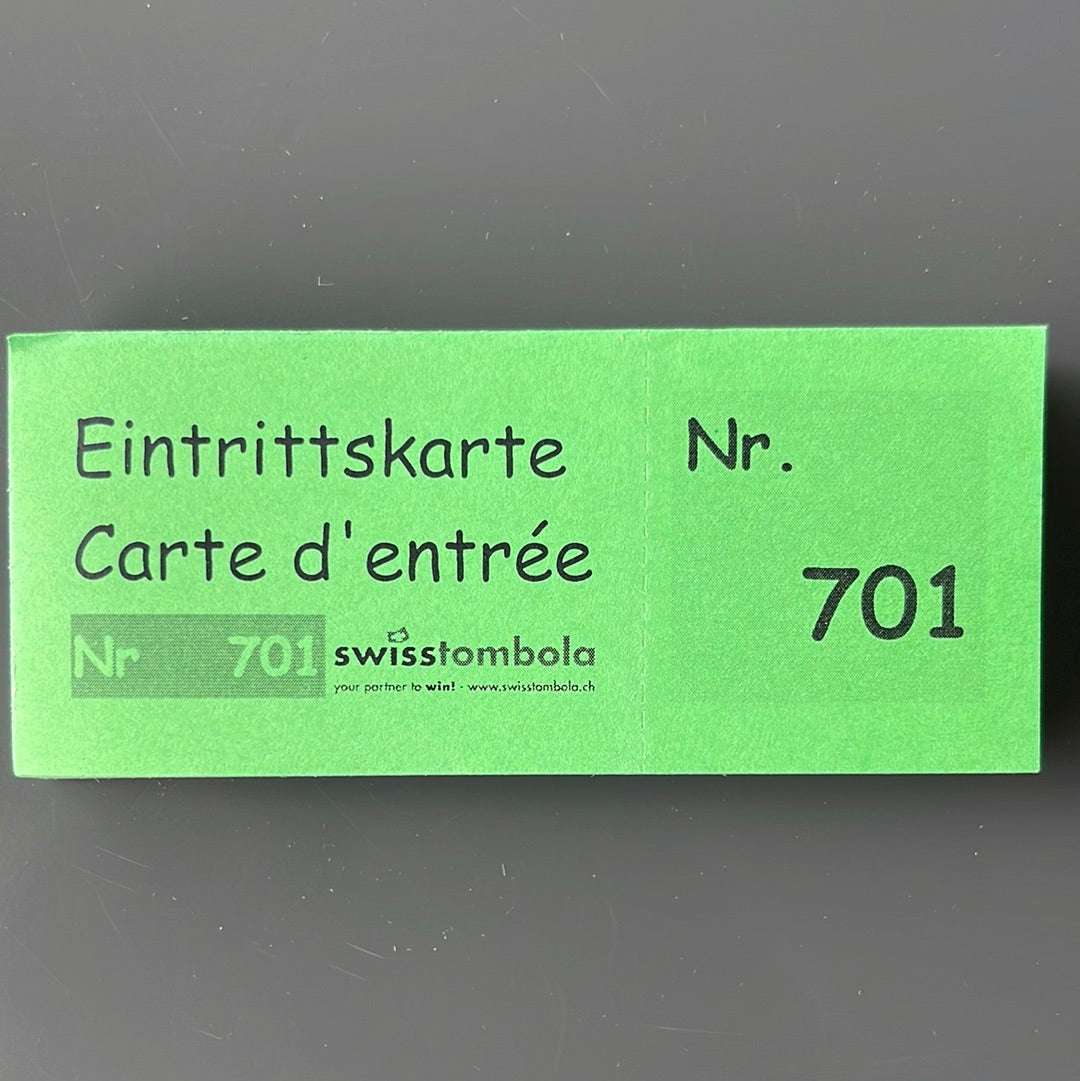 Eintrittskarte
Carte d'entrée
Nr 701
swisstombola
your partner to win! - www.swisstombola.ch
Nr.
701